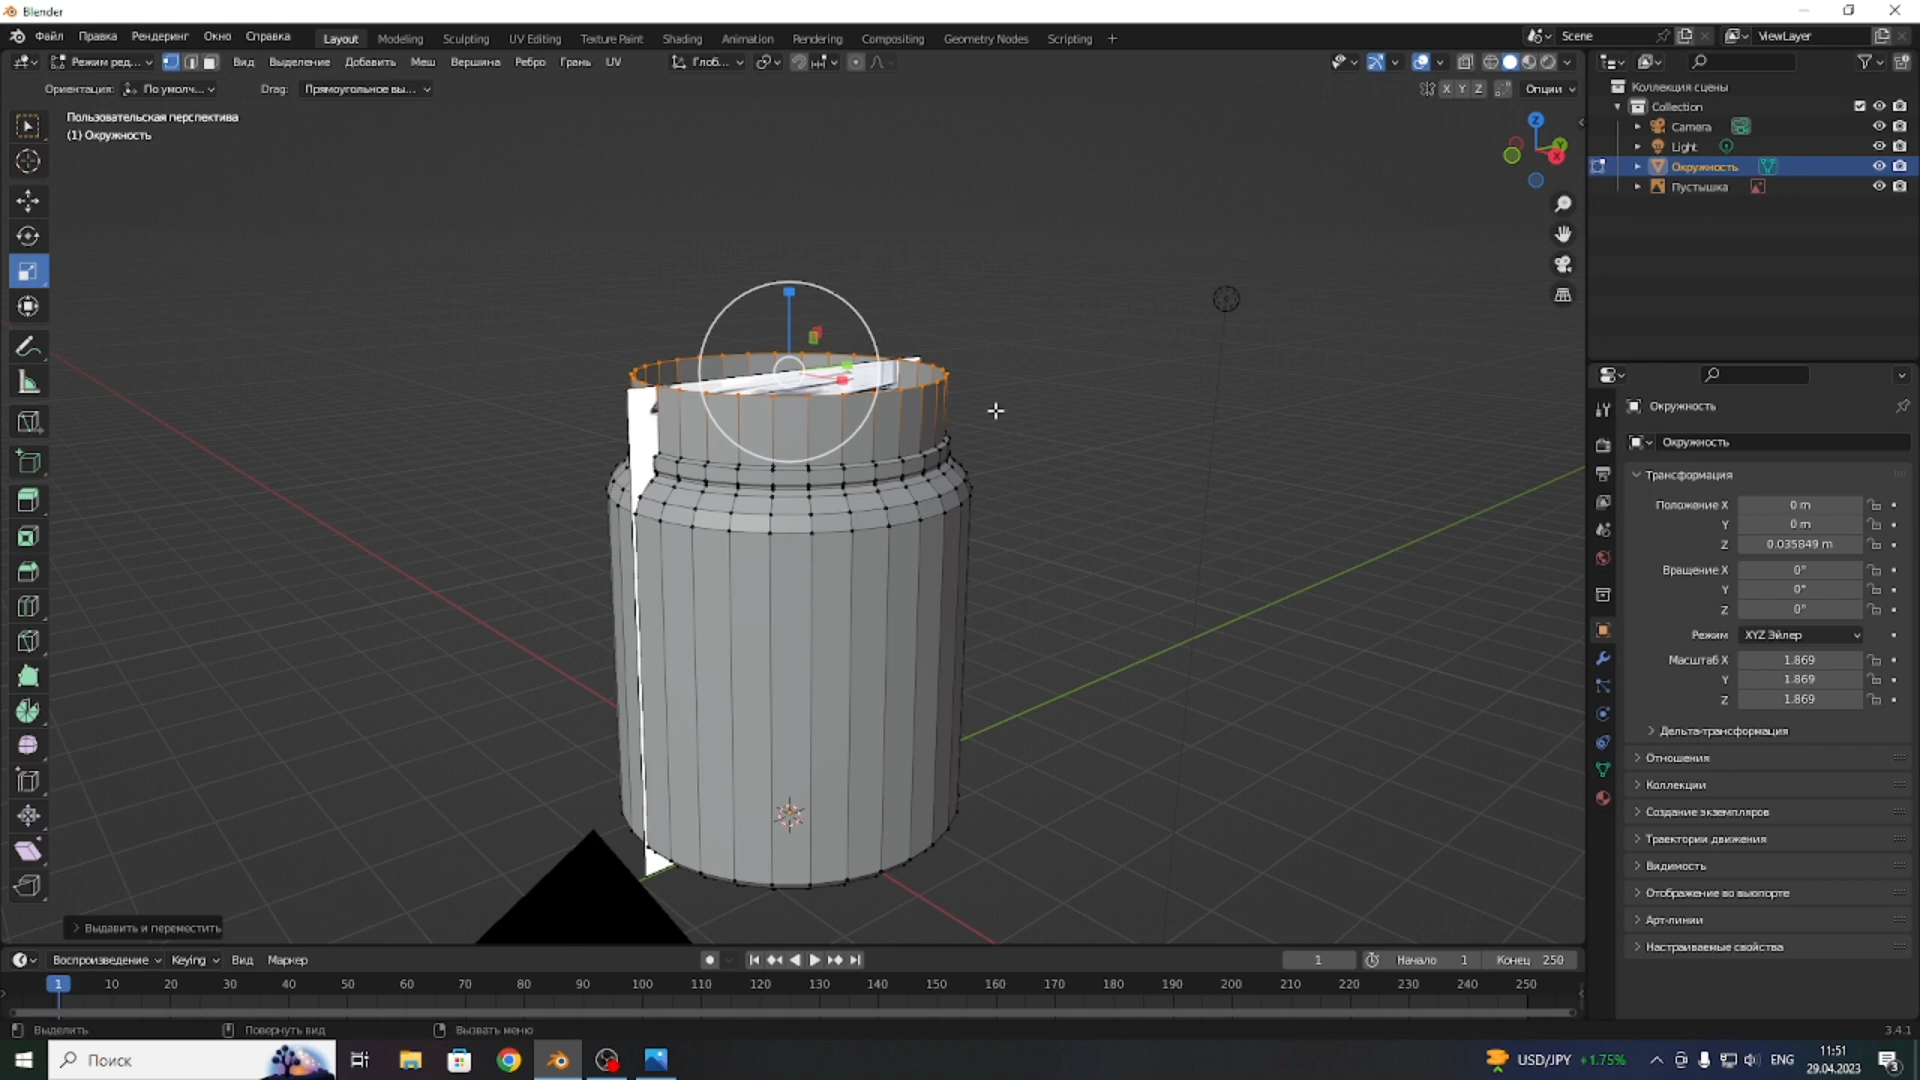 Blender
Файл Правка Рендеринг Окно Справка Layout Modeling Sculpting UV Editing Texture Paint Shading Animation Rendering Compositing Geometry Nodes Scripting + Scene ViewLayer
Режим ред... Вид Выделение Добавить Меш Вершина Ребро Грань UV Глоб...
Ориентация: По умолч... Drag: Прямоугольное вы... X Y Z Опции
Пользовательская перспектива
(1) Окружность
Z
Y
X
Коллекция сцены
Collection
Camera
Light
Окружность
Пустышка
Окружность
Окружность
Трансформация
Положение X 0 m
Y 0 m
Z 0.035849 m
Вращение X 0°
Y 0°
Z 0°
Режим XYZ Эйлер
Масштаб X 1.869
Y 1.869
Z 1.869
Дельта-трансформация
Отношения
Коллекции
Создание экземпляров
Траектории движения
Видимость
Отображение во вьюпорте
Арт-линии
Настраиваемые свойства
Выдавить и переместить
Воспроизведение Keying Вид Маркер 1 Начало 1 Конец 250
1 10 20 30 40 50 60 70 80 90 100 110 120 130 140 150 160 170 180 190 200 210 220 230 240 250
Выделить Повернуть вид Вызвать меню 3.4.1
Поиск USD/JPY +1.75% ENG 11:51
29.04.2023
3